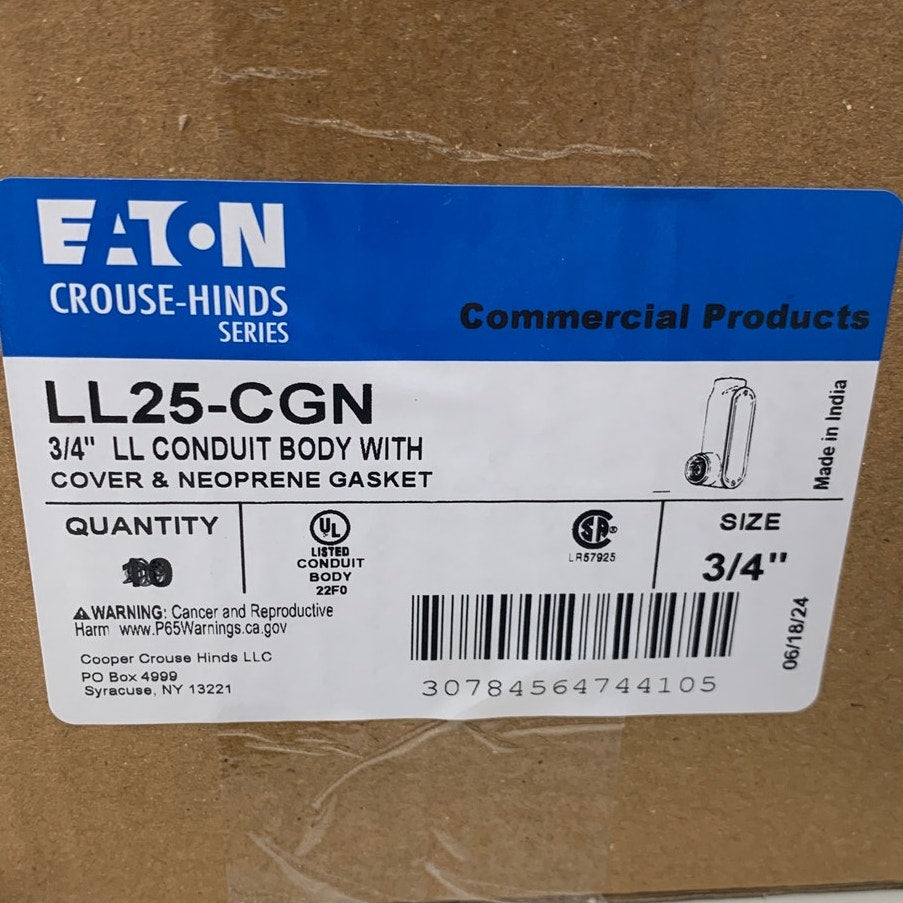 EATON
CROUSE-HINDS
SERIES
Commercial Products
LL25-CGN
3/4" LL CONDUIT BODY WITH
COVER & NEOPRENE GASKET
Made in India
QUANTITY
UL
LISTED
CONDUIT
BODY
22F0
SA®
LR57925
SIZE
3/4"
⚠WARNING: Cancer and Reproductive
Harm www.P65Warnings.ca.gov
Cooper Crouse Hinds LLC
PO Box 4999
Syracuse, NY 13221
30784564744105
06/18/24